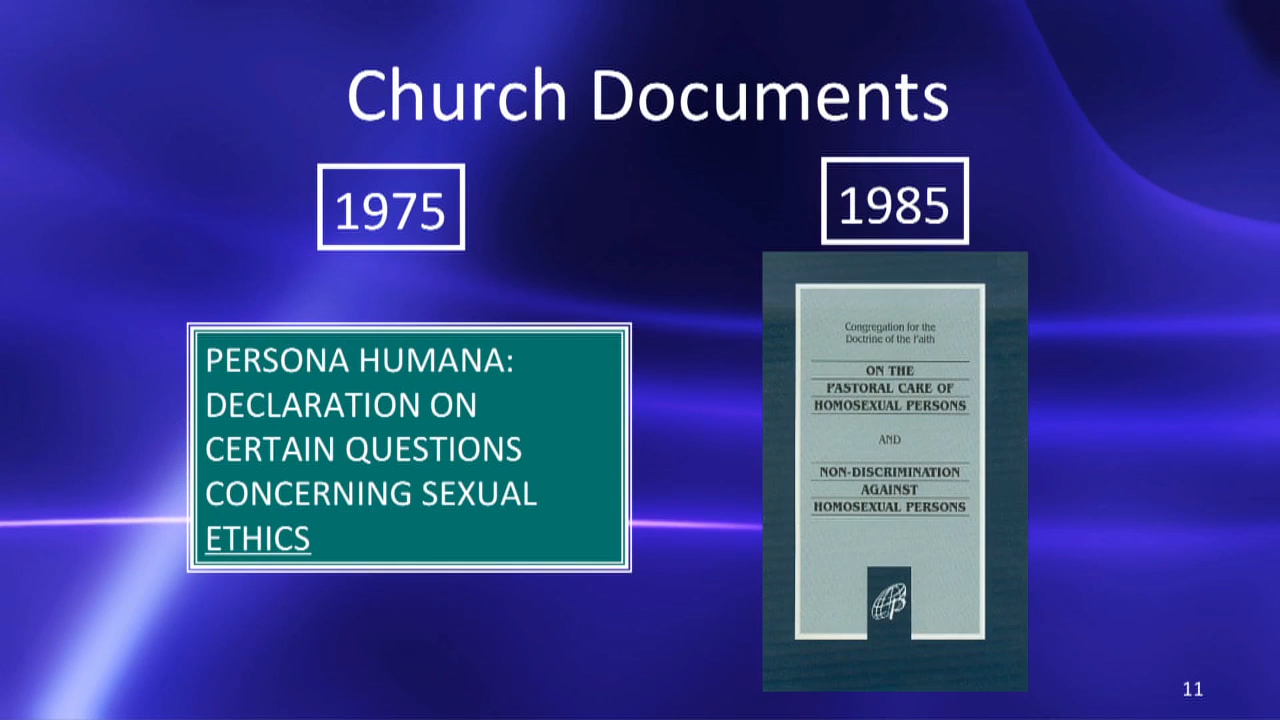 Church Documents
1975
1985
PERSONA HUMANA:
DECLARATION ON
CERTAIN QUESTIONS
CONCERNING SEXUAL
ETHICS
Congregation for the
Doctrine of the Faith
ON THE
PASTORAL CARE OF
HOMOSEXUAL PERSONS
AND
NON-DISCRIMINATION
AGAINST
HOMOSEXUAL PERSONS
11